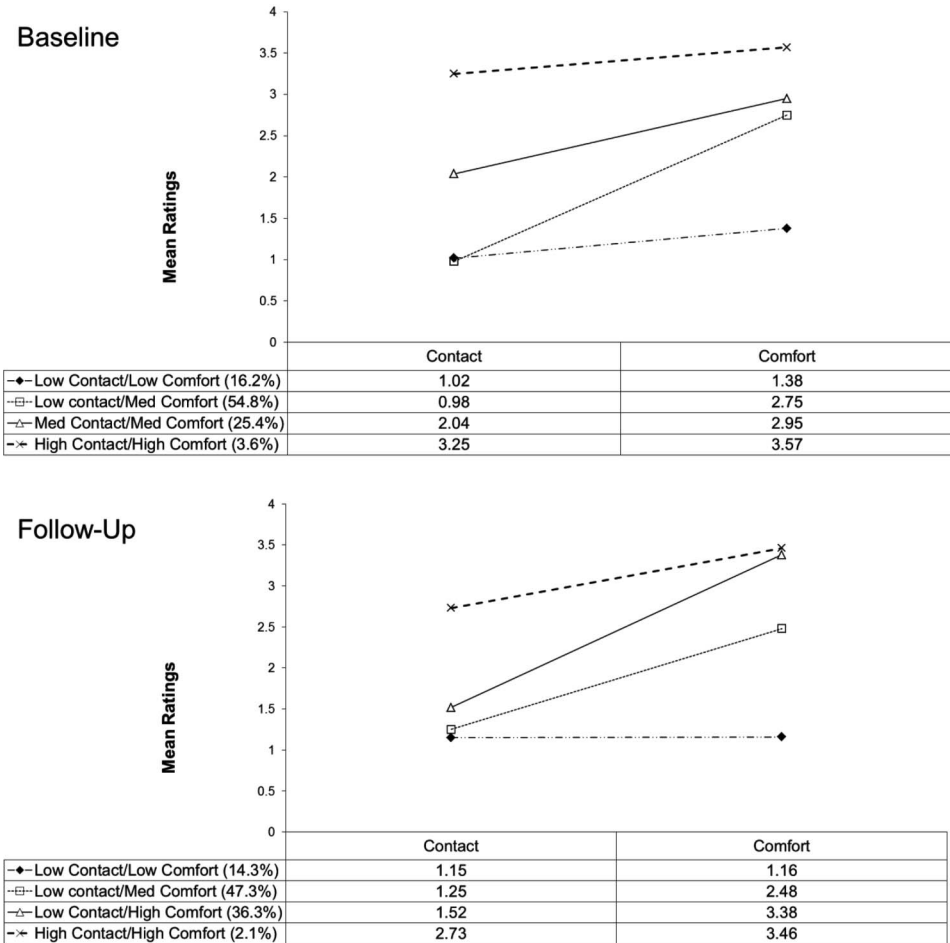 Baseline
4
3.5
3
2.5
2
1.5
1
0.5
0
Mean Ratings
Contact Comfort
Low Contact/Low Comfort (16.2%) 1.02 1.38
Low contact/Med Comfort (54.8%) 0.98 2.75
Med Contact/Med Comfort (25.4%) 2.04 2.95
High Contact/High Comfort (3.6%) 3.25 3.57
Follow-Up
4
3.5
3
2.5
2
1.5
1
0.5
0
Mean Ratings
Contact Comfort
Low Contact/Low Comfort (14.3%) 1.15 1.16
Low contact/Med Comfort (47.3%) 1.25 2.48
Low Contact/High Comfort (36.3%) 1.52 3.38
High Contact/High Comfort (2.1%) 2.73 3.46